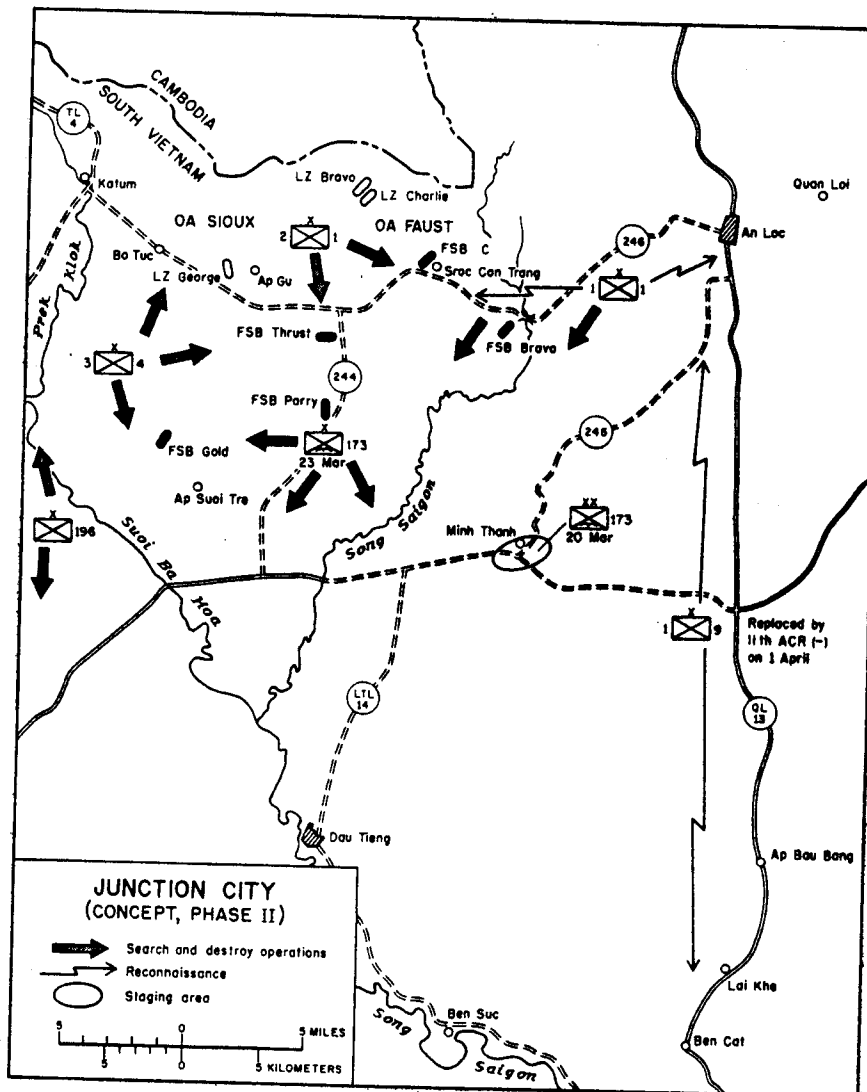 CAMBODIA
SOUTH VIETNAM
TL
4
Katum
LZ Bravo
LZ Charlie
Quan Loi
OA SIOUX
OA FAUST
X
2 1
FSB C
246
An Loc
Bo Tuc
LZ George
Ap Gu
Sroc Con Trang
Prek Klok
X
1 1
FSB Thrust
FSB Bravo
X
3 4
244
FSB Parry
246
X
173
23 Mar
FSB Gold
Ap Suoi Tre
XX
173
20 Mar
X
196
Suoi Ba Hoa
Song Saigon
Minh Thanh
X
1 9
Replaced by
11th ACR (-)
on 1 April
LTL
14
QL
13
Dau Tieng
Ap Bau Bang
JUNCTION CITY
(CONCEPT, PHASE II)
Search and destroy operations
Reconnaissance
Staging area
5 0 5 MILES
5 0 5 KILOMETERS
Lai Khe
Ben Suc
Song Saigon
Ben Cat